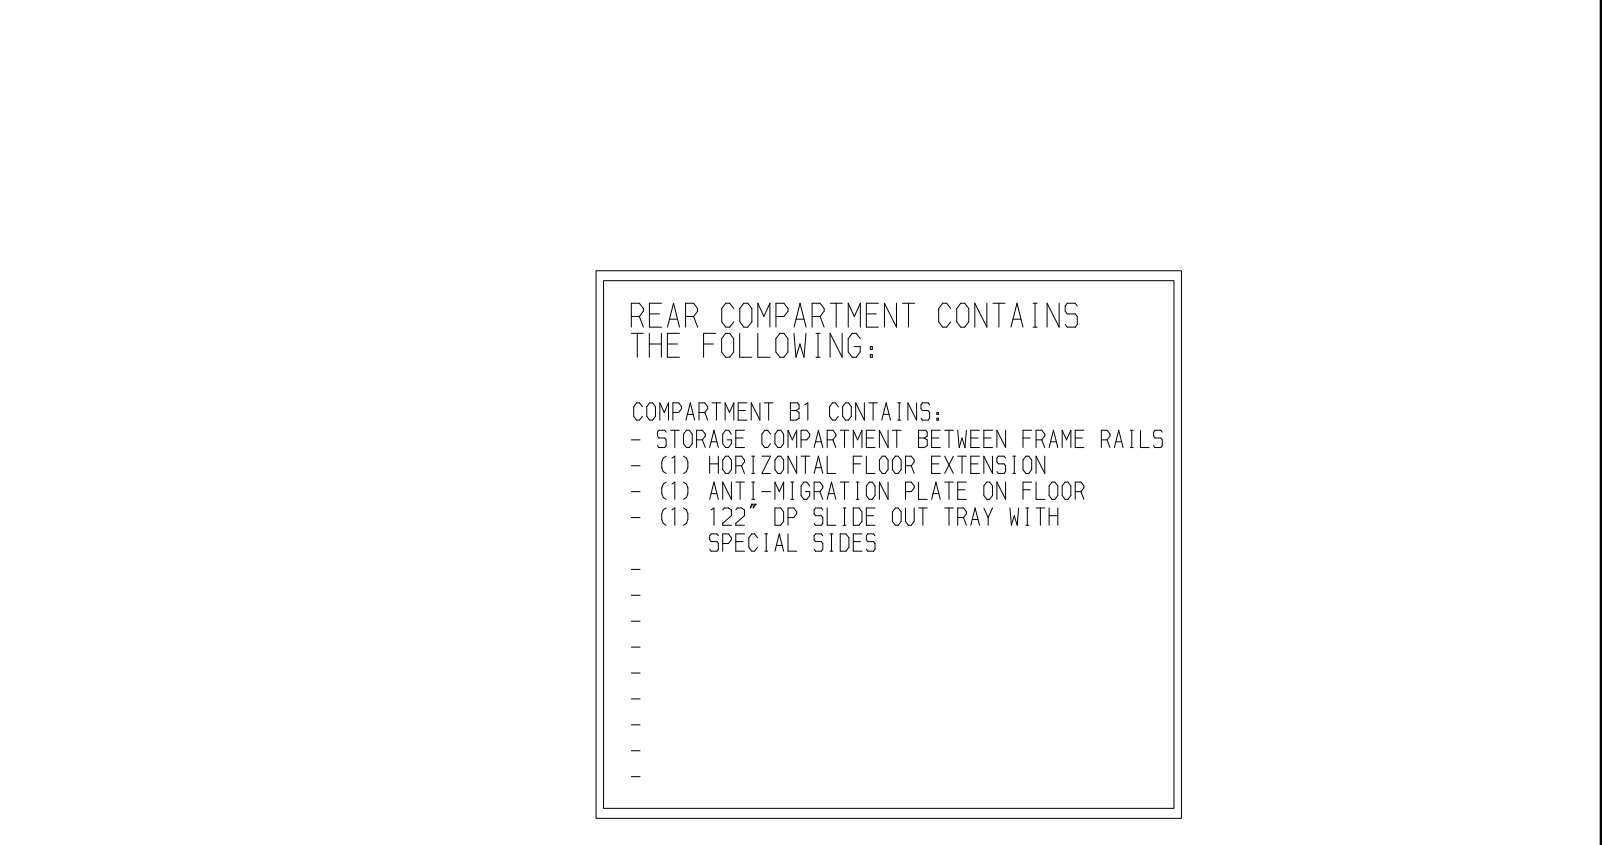 REAR COMPARTMENT CONTAINS
THE FOLLOWING:
COMPARTMENT B1 CONTAINS:
- STORAGE COMPARTMENT BETWEEN FRAME RAILS
- (1) HORIZONTAL FLOOR EXTENSION
- (1) ANTI-MIGRATION PLATE ON FLOOR
- (1) 122" DP SLIDE OUT TRAY WITH
SPECIAL SIDES
-
-
-
-
-
-
-
-
-